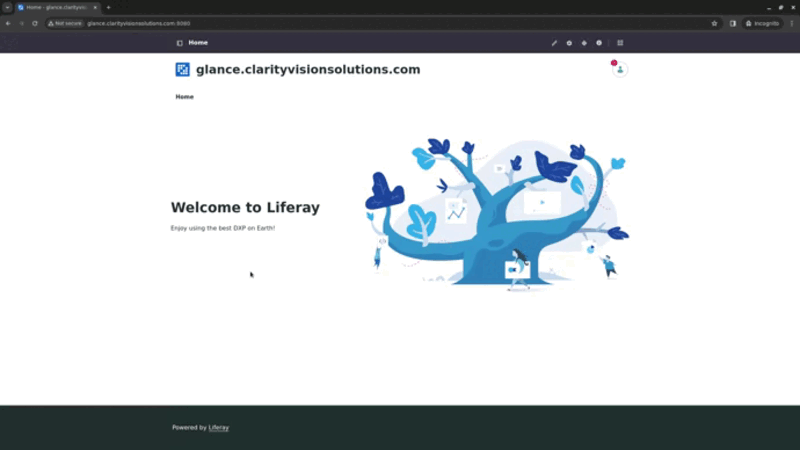 Home - glance.clarityvisi
Not secure
glance.clarityvisionsolutions.com:8080
Incognito
Home
glance.clarityvisionsolutions.com
Home
Welcome to Liferay
Enjoy using the best DXP on Earth!
Powered by Liferay